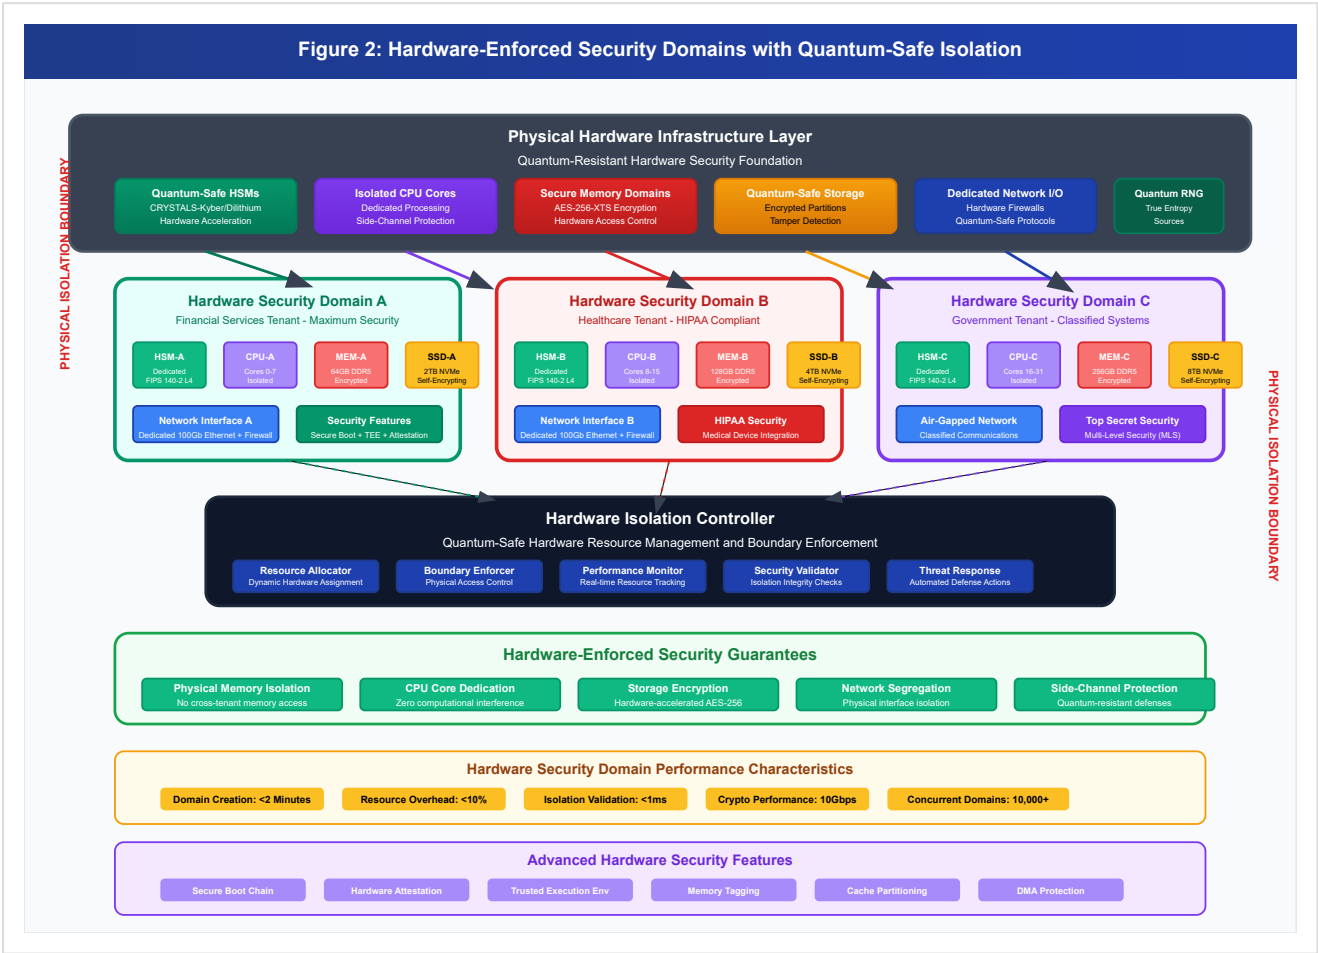 Figure 2: Hardware-Enforced Security Domains with Quantum-Safe Isolation
PHYSICAL ISOLATION BOUNDARY
Physical Hardware Infrastructure Layer
Quantum-Resistant Hardware Security Foundation
Quantum-Safe HSMs
CRYSTALS-Kyber/Dilithium
Hardware Acceleration
Isolated CPU Cores
Dedicated Processing
Side-Channel Protection
Secure Memory Domains
AES-256-XTS Encryption
Hardware Access Control
Quantum-Safe Storage
Encrypted Partitions
Tamper Detection
Dedicated Network I/O
Hardware Firewalls
Quantum-Safe Protocols
Quantum RNG
True Entropy
Sources
Hardware Security Domain A
Financial Services Tenant - Maximum Security
HSM-A
Dedicated
FIPS 140-2 L4
CPU-A
Cores 0-7
Isolated
MEM-A
64GB DDR5
Encrypted
SSD-A
2TB NVMe
Self-Encrypting
Network Interface A
Dedicated 100Gb Ethernet + Firewall
Security Features
Secure Boot + TEE + Attestation
Hardware Security Domain B
Healthcare Tenant - HIPAA Compliant
HSM-B
Dedicated
FIPS 140-2 L4
CPU-B
Cores 8-15
Isolated
MEM-B
128GB DDR5
Encrypted
SSD-B
4TB NVMe
Self-Encrypting
Network Interface B
Dedicated 100Gb Ethernet + Firewall
HIPAA Security
Medical Device Integration
Hardware Security Domain C
Government Tenant - Classified Systems
HSM-C
Dedicated
FIPS 140-2 L4
CPU-C
Cores 16-31
Isolated
MEM-C
256GB DDR5
Encrypted
SSD-C
8TB NVMe
Self-Encrypting
Air-Gapped Network
Classified Communications
Top Secret Security
Multi-Level Security (MLS)
PHYSICAL ISOLATION BOUNDARY
Hardware Isolation Controller
Quantum-Safe Hardware Resource Management and Boundary Enforcement
Resource Allocator
Dynamic Hardware Assignment
Boundary Enforcer
Physical Access Control
Performance Monitor
Real-time Resource Tracking
Security Validator
Isolation Integrity Checks
Threat Response
Automated Defense Actions
Hardware-Enforced Security Guarantees
Physical Memory Isolation
No cross-tenant memory access
CPU Core Dedication
Zero computational interference
Storage Encryption
Hardware-accelerated AES-256
Network Segregation
Physical interface isolation
Side-Channel Protection
Quantum-resistant defenses
Hardware Security Domain Performance Characteristics
Domain Creation: <2 Minutes
Resource Overhead: <10%
Isolation Validation: <1ms
Crypto Performance: 10Gbps
Concurrent Domains: 10,000+
Advanced Hardware Security Features
Secure Boot Chain
Hardware Attestation
Trusted Execution Env
Memory Tagging
Cache Partitioning
DMA Protection